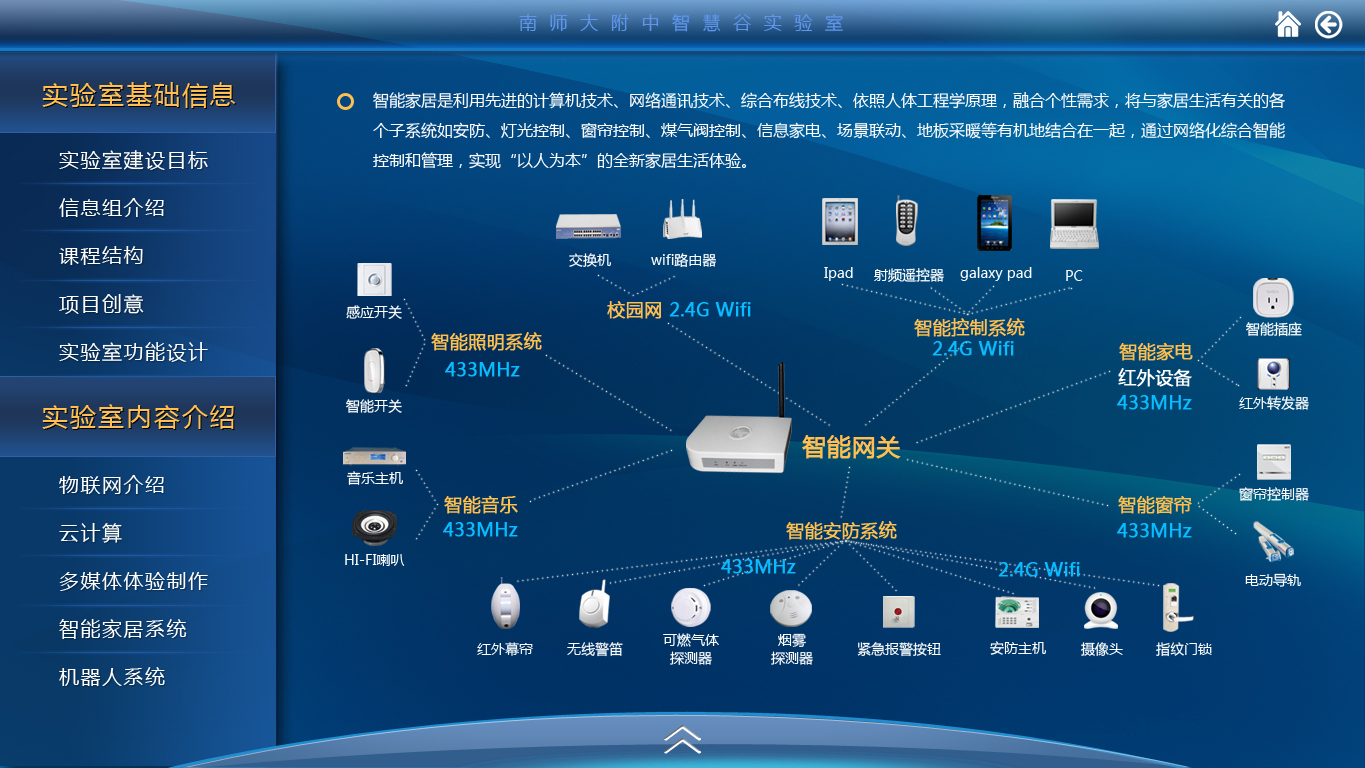 南师大附中智慧谷实验室
实验室基础信息
实验室建设目标
信息组介绍
课程结构
项目创意
实验室功能设计
实验室内容介绍
物联网介绍
云计算
多媒体体验制作
智能家居系统
机器人系统
智能家居是利用先进的计算机技术、网络通讯技术、综合布线技术、依照人体工程学原理，融合个性需求，将与家居生活有关的各
个子系统如安防、灯光控制、窗帘控制、煤气阀控制、信息家电、场景联动、地板采暖等有机地结合在一起，通过网络化综合智能
控制和管理，实现“以人为本”的全新家居生活体验。
交换机
wifi路由器
校园网 2.4G Wifi
Ipad
射频遥控器
galaxy pad
PC
智能控制系统
2.4G Wifi
感应开关
智能开关
智能照明系统
433MHz
智能插座
红外转发器
智能家电
红外设备
433MHz
智能网关
音乐主机
HI-FI喇叭
智能音乐
433MHz
窗帘控制器
电动导轨
智能窗帘
433MHz
智能安防系统
433MHz
2.4G Wifi
红外幕帘
无线警笛
可燃气体
探测器
烟雾
探测器
紧急报警按钮
安防主机
摄像头
指纹门锁